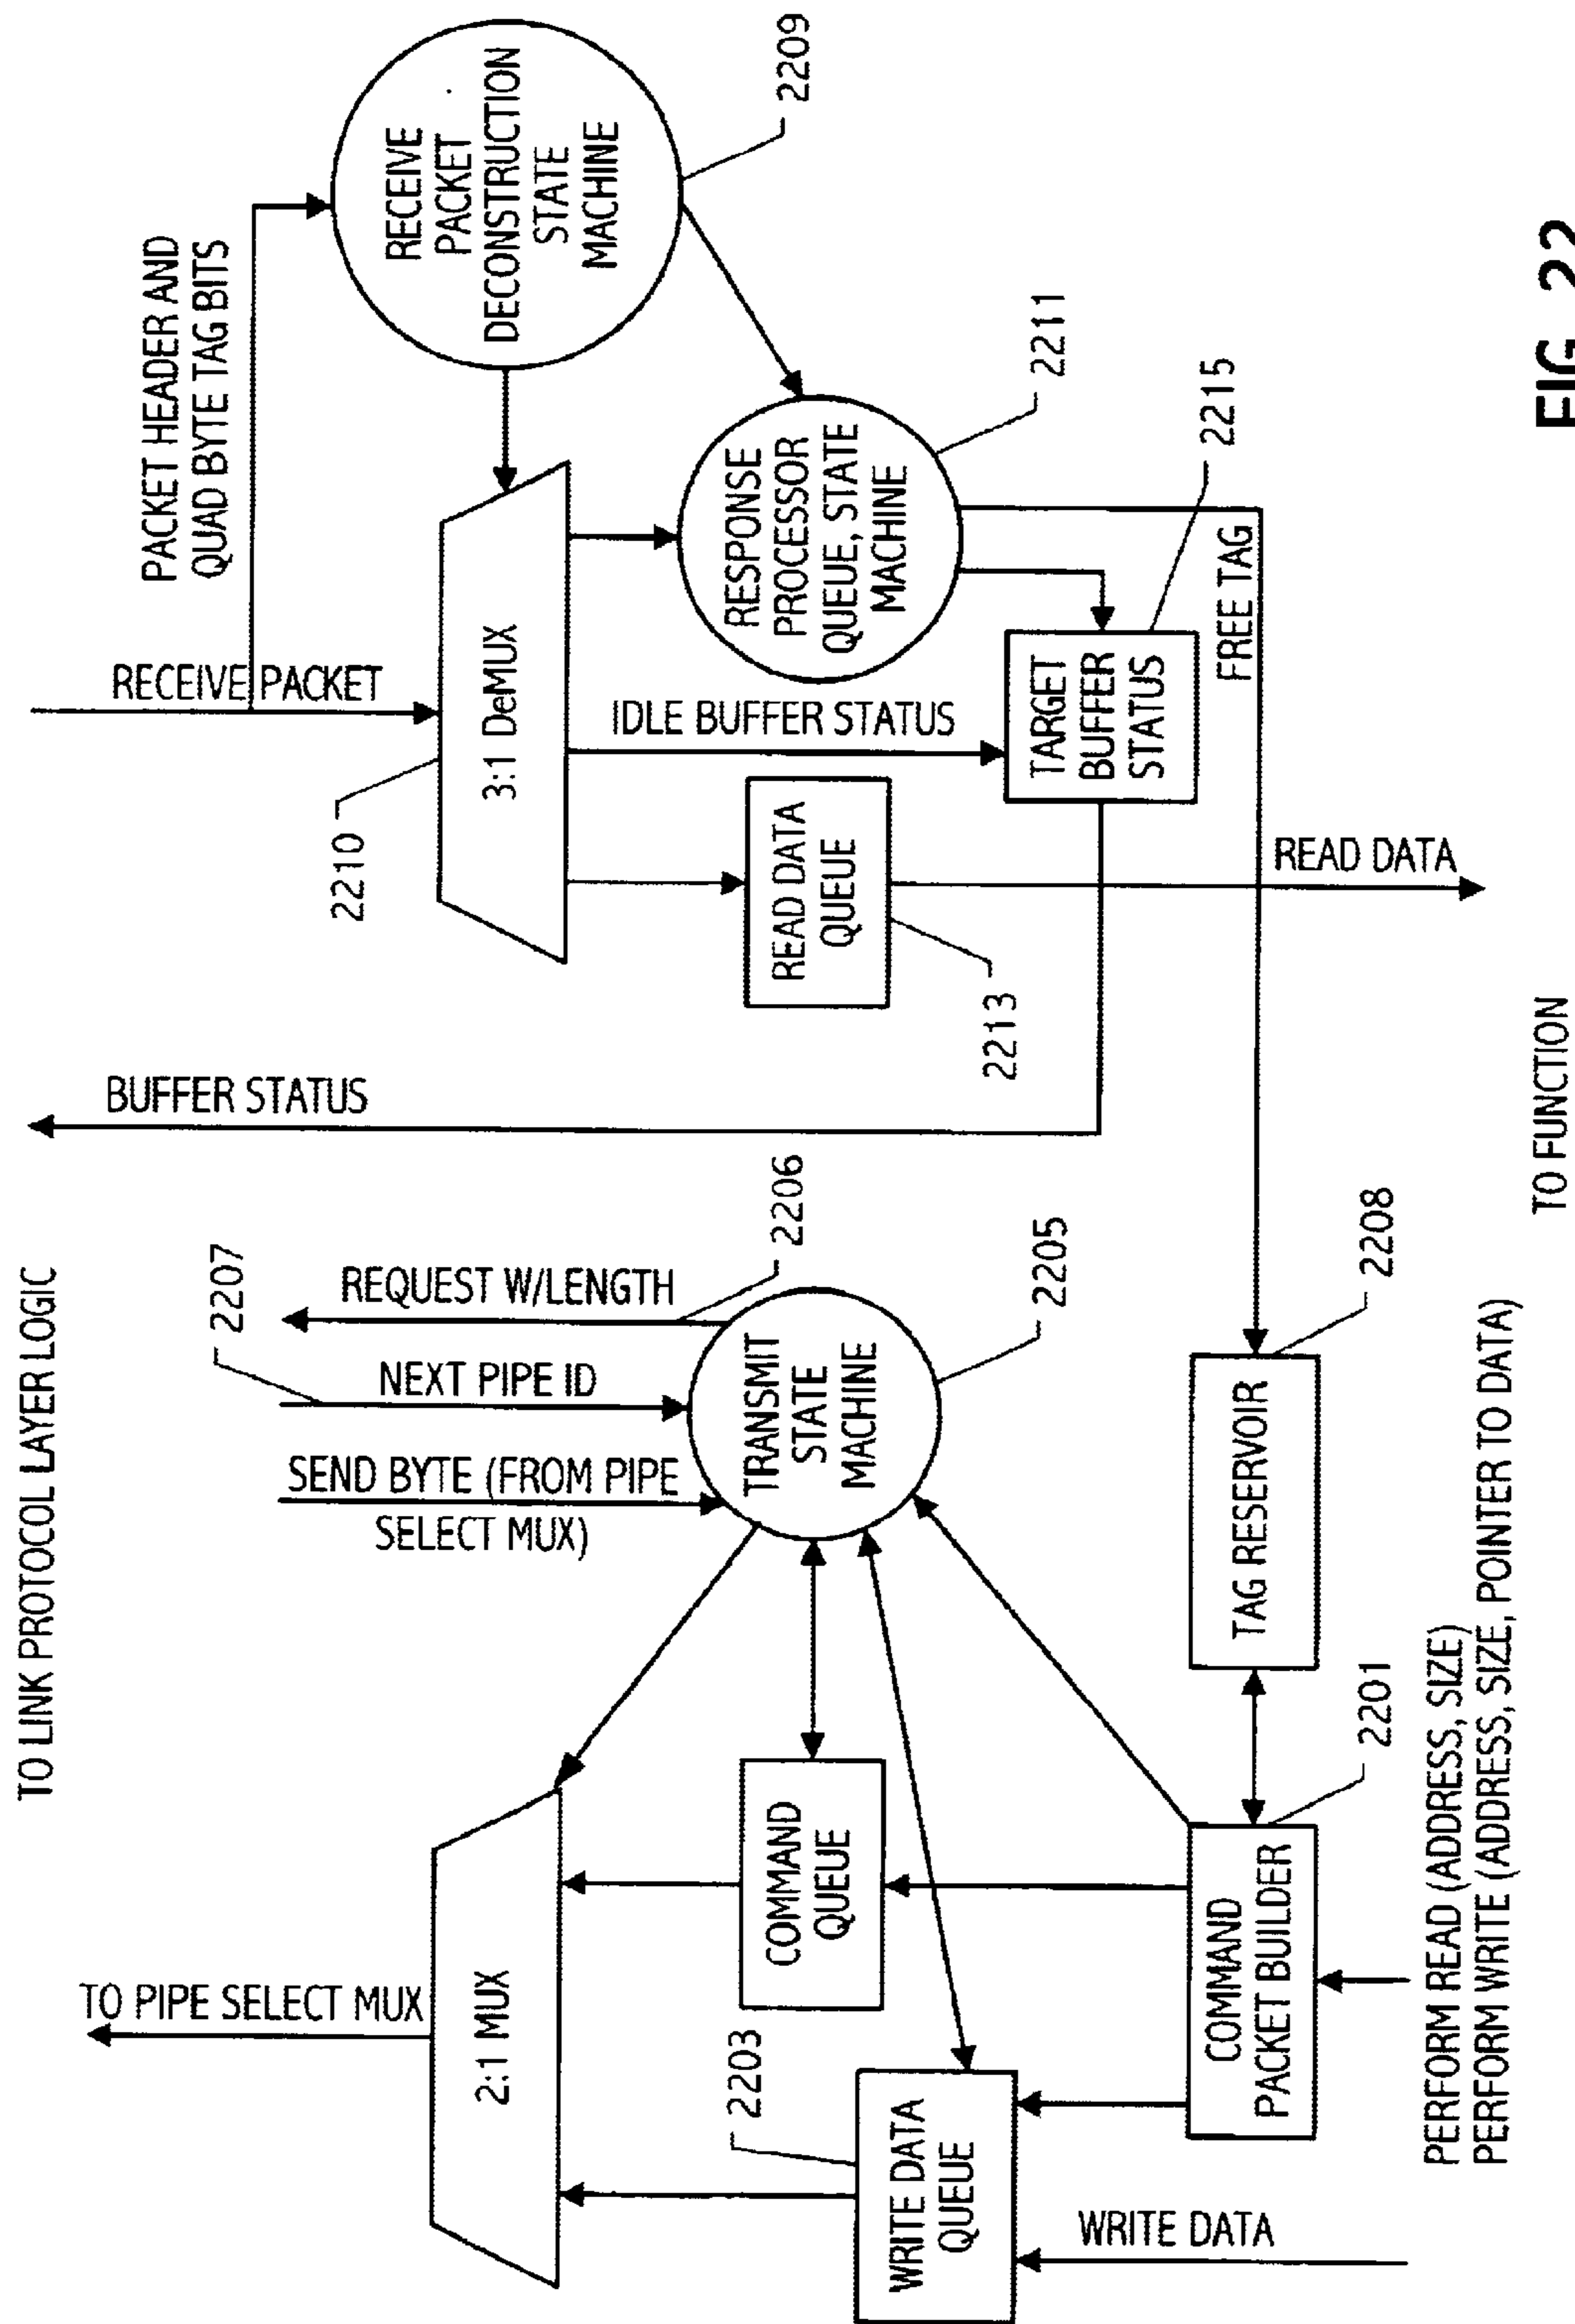 TO LINK PROTOCOL LAYER LOGIC
TO PIPE SELECT MUX
2:1 MUX
2203
WRITE DATA
QUEUE
WRITE DATA
COMMAND
QUEUE
COMMAND
PACKET BUILDER
2201
PERFORM READ (ADDRESS, SIZE)
PERFORM WRITE (ADDRESS, SIZE, POINTER TO DATA)
SEND BYTE (FROM PIPE
SELECT MUX)
NEXT PIPE ID
2207
REQUEST W/LENGTH
2206
TRANSMIT
STATE
MACHINE
2205
TAG RESERVOIR
2208
BUFFER STATUS
RECEIVE PACKET
PACKET HEADER AND
QUAD BYTE TAG BITS
2210
3:1 DeMUX
RECEIVE
PACKET
DECONSTRUCTION
STATE
MACHINE
2209
READ DATA
QUEUE
2213
IDLE BUFFER STATUS
RESPONSE
PROCESSOR
QUEUE, STATE
MACHINE
2211
TARGET
BUFFER
STATUS
2215
FREE TAG
READ DATA
TO FUNCTION
FIG. 22